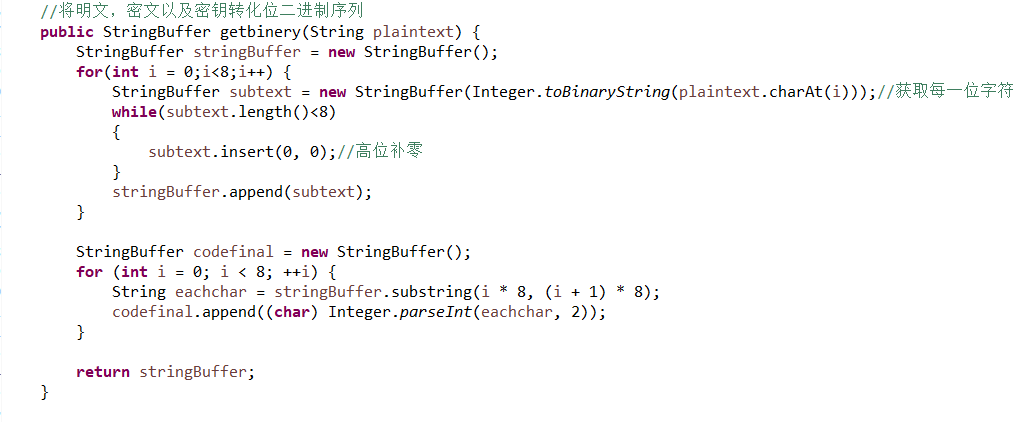 //将明文，密文以及密钥转化位二进制序列
public StringBuffer getbinery(String plaintext) {
StringBuffer stringBuffer = new StringBuffer();
for(int i = 0;i<8;i++) {
StringBuffer subtext = new StringBuffer(Integer.toBinaryString(plaintext.charAt(i)));//获取每一位字符
while(subtext.length()<8)
{
subtext.insert(0, 0);//高位补零
}
stringBuffer.append(subtext);
}
StringBuffer codefinal = new StringBuffer();
for (int i = 0; i < 8; ++i) {
String eachchar = stringBuffer.substring(i * 8, (i + 1) * 8);
codefinal.append((char) Integer.parseInt(eachchar, 2));
}
return stringBuffer;
}